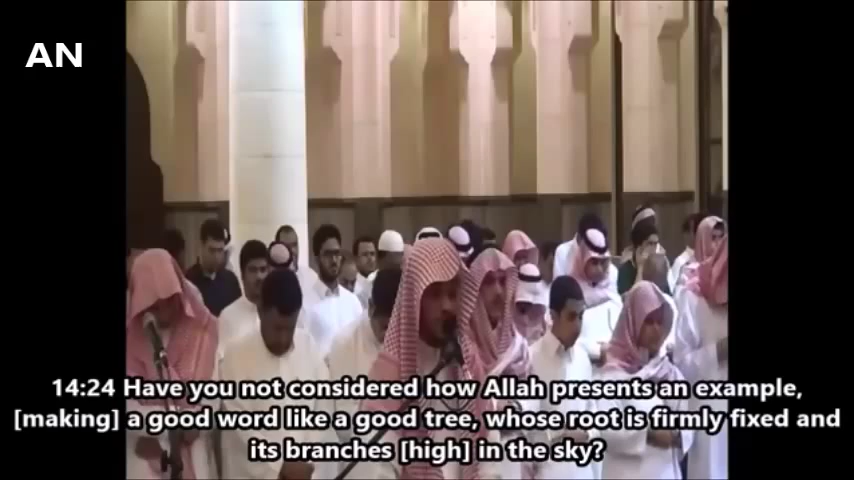 AN
14:24 Have you not considered how Allah presents an example,
[making] a good word like a good tree, whose root is firmly fixed and
its branches [high] in the sky?